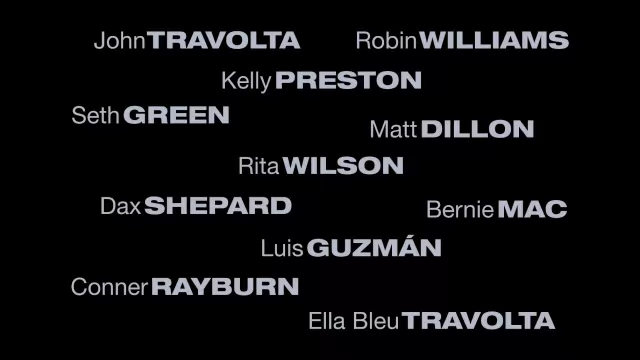 John TRAVOLTA
Robin WILLIAMS
Kelly PRESTON
Seth GREEN
Matt DILLON
Rita WILSON
Dax SHEPARD
Bernie MAC
Luis GUZMÁN
Conner RAYBURN
Ella Bleu TRAVOLTA